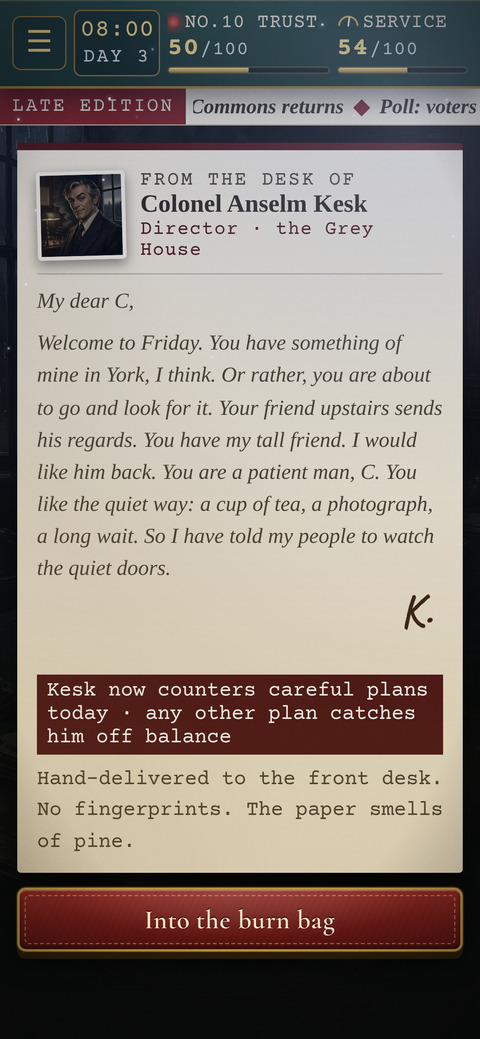 ☰
08:00
DAY 3
NO.10 TRUST.
50/100
SERVICE
54/100
LATE EDITION
Commons returns ◆ Poll: voters
FROM THE DESK OF
Colonel Anselm Kesk
Director · the Grey
House
My dear C,
Welcome to Friday. You have something of
mine in York, I think. Or rather, you are about
to go and look for it. Your friend upstairs sends
his regards. You have my tall friend. I would
like him back. You are a patient man, C. You
like the quiet way: a cup of tea, a photograph,
a long wait. So I have told my people to watch
the quiet doors.
K.
Kesk now counters careful plans
today · any other plan catches
him off balance
Hand-delivered to the front desk.
No fingerprints. The paper smells
of pine.
Into the burn bag